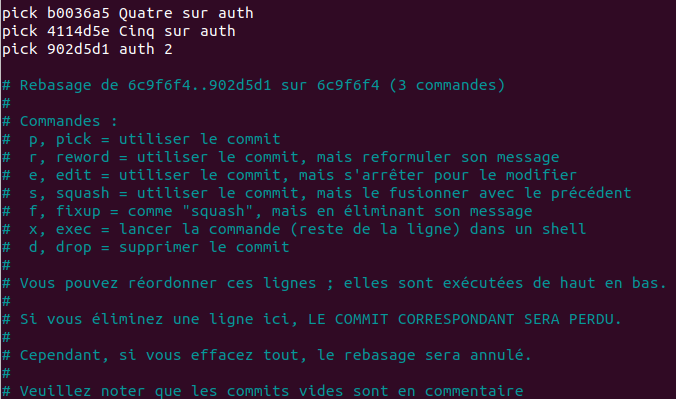 pick b0036a5 Quatre sur auth
pick 4114d5e Cinq sur auth
pick 902d5d1 auth 2
# Rebasage de 6c9f6f4..902d5d1 sur 6c9f6f4 (3 commandes)
#
# Commandes :
#  p, pick = utiliser le commit
#  r, reword = utiliser le commit, mais reformuler son message
#  e, edit = utiliser le commit, mais s'arrêter pour le modifier
#  s, squash = utiliser le commit, mais le fusionner avec le précédent
#  f, fixup = comme "squash", mais en éliminant son message
#  x, exec = lancer la commande (reste de la ligne) dans un shell
#  d, drop = supprimer le commit
#
# Vous pouvez réordonner ces lignes ; elles sont exécutées de haut en bas.
#
# Si vous éliminez une ligne ici, LE COMMIT CORRESPONDANT SERA PERDU.
#
# Cependant, si vous effacez tout, le rebasage sera annulé.
#
# Veuillez noter que les commits vides sont en commentaire